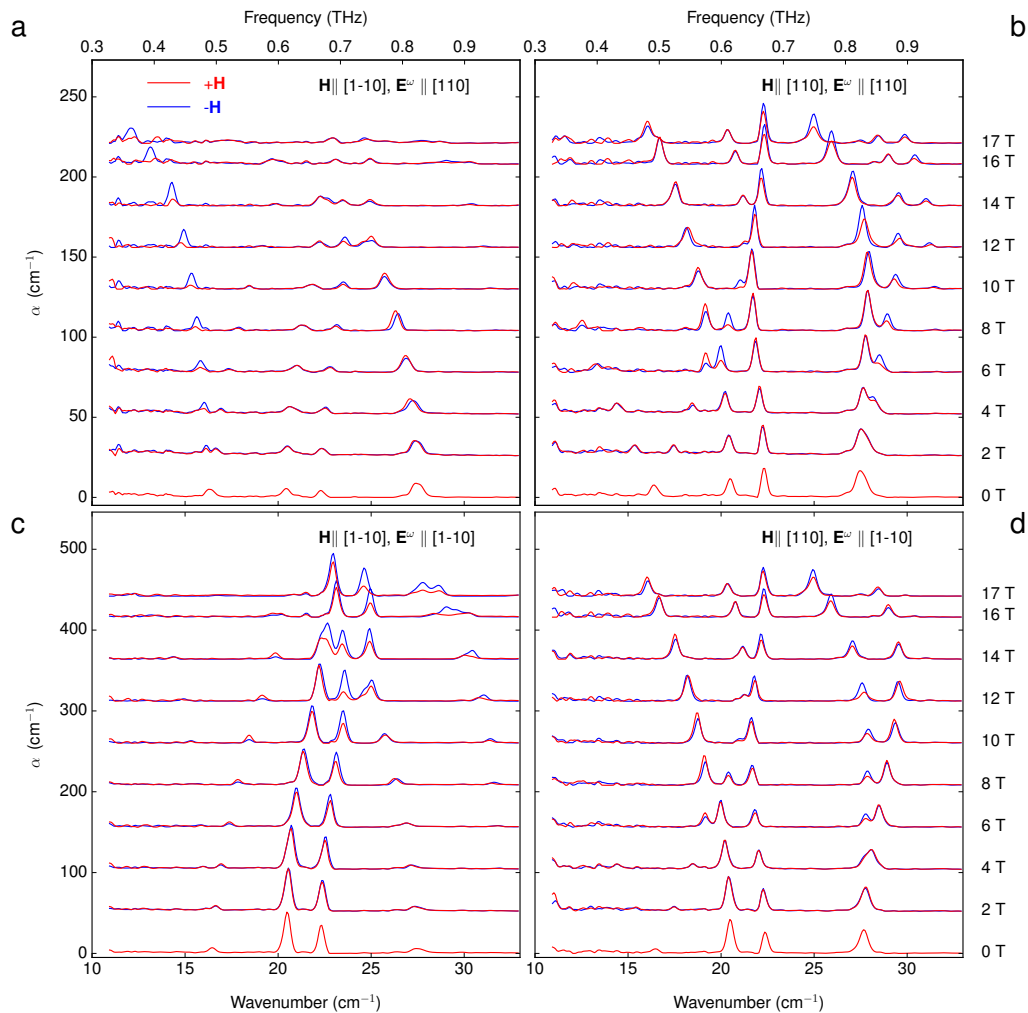 Frequency (THz)
Frequency (THz)
a
b
0.3 0.4 0.5 0.6 0.7 0.8 0.9
0.3 0.4 0.5 0.6 0.7 0.8 0.9
+H
-H
H|| [1-10], Eω || [110]
H|| [110], Eω || [110]
250
200
150
100
50
0
α (cm−1)
17 T
16 T
14 T
12 T
10 T
8 T
6 T
4 T
2 T
0 T
c
d
H|| [1-10], Eω || [1-10]
H|| [110], Eω || [1-10]
500
400
300
200
100
0
α (cm−1)
17 T
16 T
14 T
12 T
10 T
8 T
6 T
4 T
2 T
0 T
10 15 20 25 30
10 15 20 25 30
Wavenumber (cm−1)
Wavenumber (cm−1)